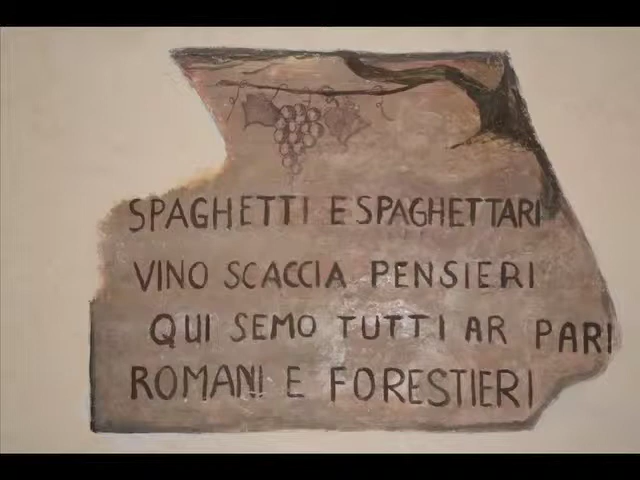 SPAGHETTI E SPAGHETTARI
VINO SCACCIA PENSIERI
QUI SEMO TUTTI AR PARI
ROMANI E FORESTIERI